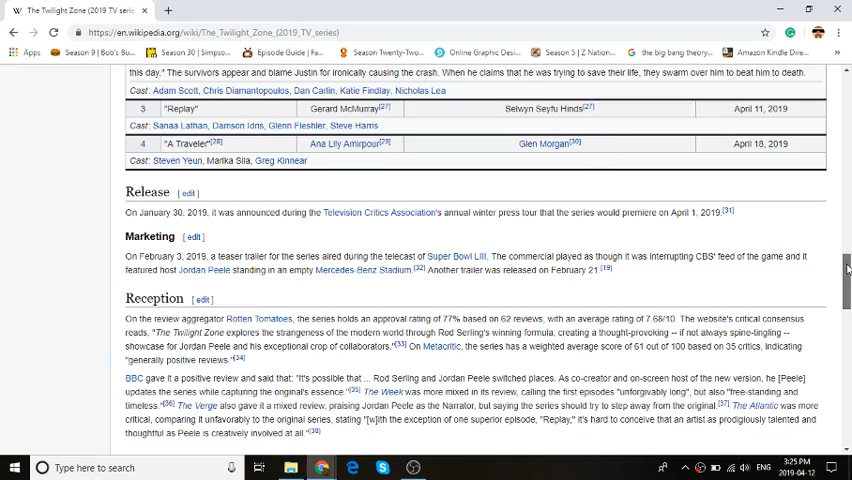 The Twilight Zone (2019 TV series)
https://en.wikipedia.org/wiki/The_Twilight_Zone_(2019_TV_series)
Apps Season 9 | Bob's Bu... Season 30 | Simpso... Episode Guide | Fa... Season Twenty-Two... Online Graphic Desi... Season 5 | Z Nation... the big bang theory... Amazon Kindle Direc...
this day." The survivors appear and blame Justin for ironically causing the crash. When he claims that he was trying to save their life, they swarm over him to beat him to death.
Cast: Adam Scott, Chris Diamantopoulos, Dan Carlin, Katie Findlay, Nicholas Lea
3 "Replay" Gerard McMurray[27] Selwyn Seyfu Hinds[27] April 11, 2019
Cast: Sanaa Lathan, Damson Idris, Glenn Fleshler, Steve Harris
4 "A Traveler"[28] Ana Lily Amirpour[29] Glen Morgan[30] April 18, 2019
Cast: Steven Yeun, Marika Sila, Greg Kinnear
Release [ edit ]
On January 30, 2019, it was announced during the Television Critics Association's annual winter press tour that the series would premiere on April 1, 2019.[31]
Marketing [ edit ]
On February 3, 2019, a teaser trailer for the series aired during the telecast of Super Bowl LIII. The commercial played as though it was interrupting CBS' feed of the game and it
featured host Jordan Peele standing in an empty Mercedes-Benz Stadium.[32] Another trailer was released on February 21.[19]
Reception [ edit ]
On the review aggregator Rotten Tomatoes, the series holds an approval rating of 77% based on 62 reviews, with an average rating of 7.68/10. The website's critical consensus
reads, "The Twilight Zone explores the strangeness of the modern world through Rod Serling's winning formula, creating a thought-provoking -- if not always spine-tingling --
showcase for Jordan Peele and his exceptional crop of collaborators."[33] On Metacritic, the series has a weighted average score of 61 out of 100 based on 35 critics, indicating
"generally positive reviews."[34]
BBC gave it a positive review and said that: "It's possible that ... Rod Serling and Jordan Peele switched places. As co-creator and on-screen host of the new version, he [Peele]
updates the series while capturing the original's essence."[35] The Week was more mixed in its review, calling the first episodes "unforgivably long", but also "free-standing and
timeless."[36] The Verge also gave it a mixed review, praising Jordan Peele as the Narrator, but saying the series should try to step away from the original.[37] The Atlantic was more
critical, comparing it unfavorably to the original series, stating "[w]ith the exception of one superior episode, "Replay," it's hard to conceive that an artist as prodigiously talented and
thoughtful as Peele is creatively involved at all."[38]
Type here to search
ENG
3:25 PM
2019-04-12